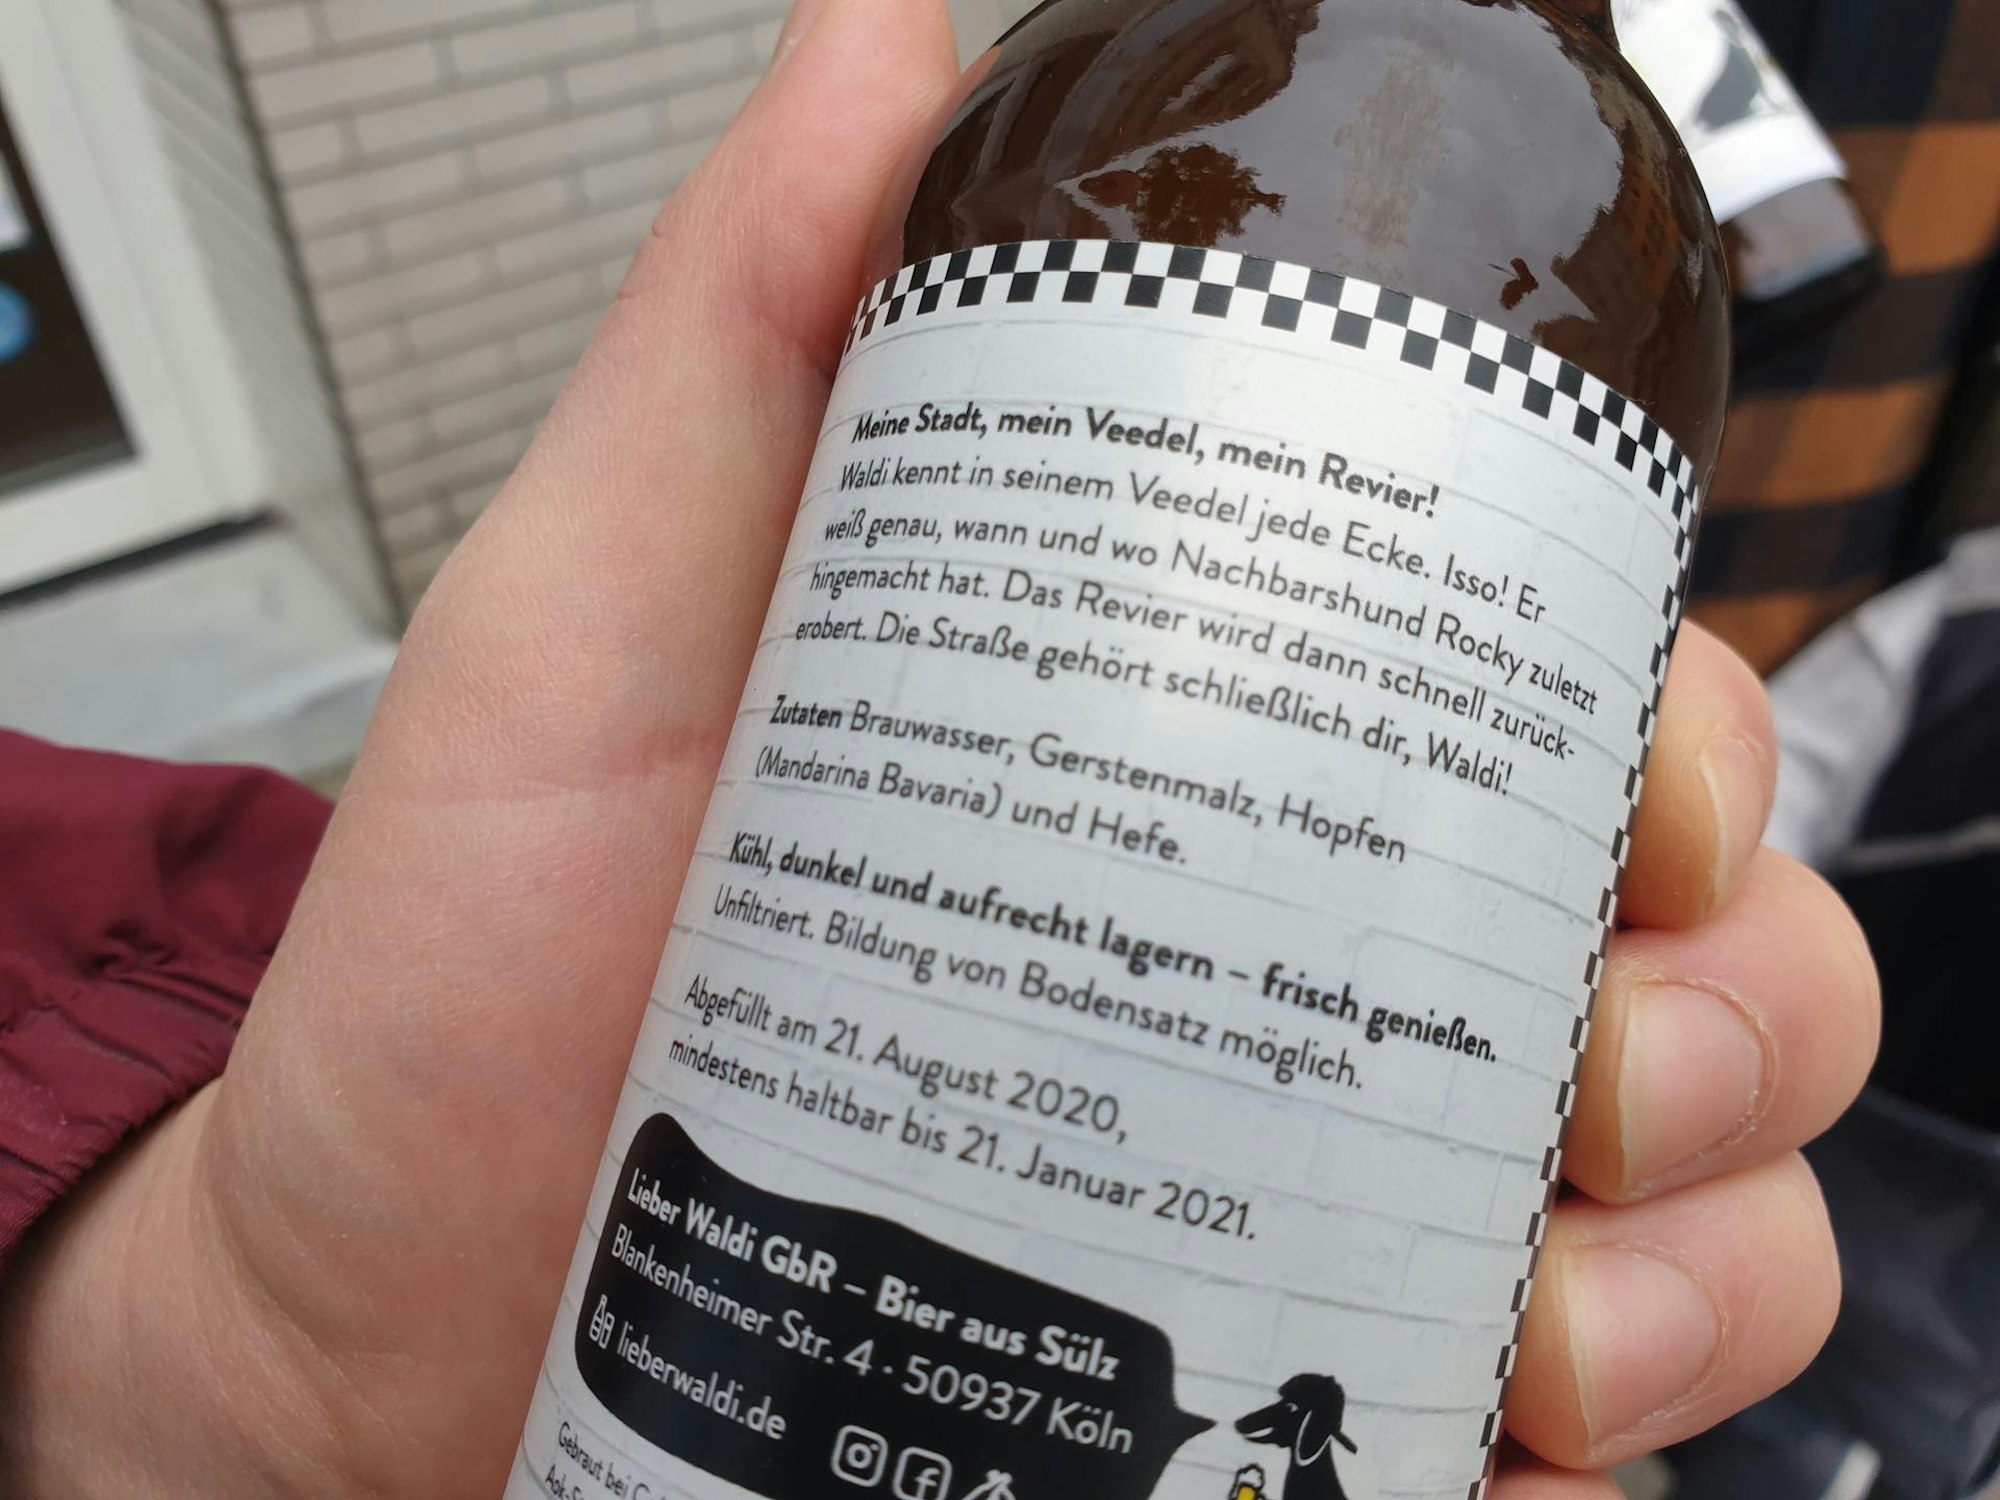 Meine Stadt, mein Veedel, mein Revier!
Waldi kennt in seinem Veedel jede Ecke. Isso! Er
weiß genau, wann und wo Nachbarshund Rocky zuletzt
hingemacht hat. Das Revier wird dann schnell zurück-
erobert. Die Straße gehört schließlich dir, Waldi!
Zutaten Brauwasser, Gerstenmalz, Hopfen
(Mandarina Bavaria) und Hefe.
Kühl, dunkel und aufrecht lagern – frisch genießen.
Unfiltriert. Bildung von Bodensatz möglich.
Abgefüllt am 21. August 2020,
mindestens haltbar bis 21. Januar 2021.
Lieber Waldi GbR – Bier aus Sülz
Blankenheimer Str. 4 · 50937 Köln
lieberwaldi.de
Gebraut bei